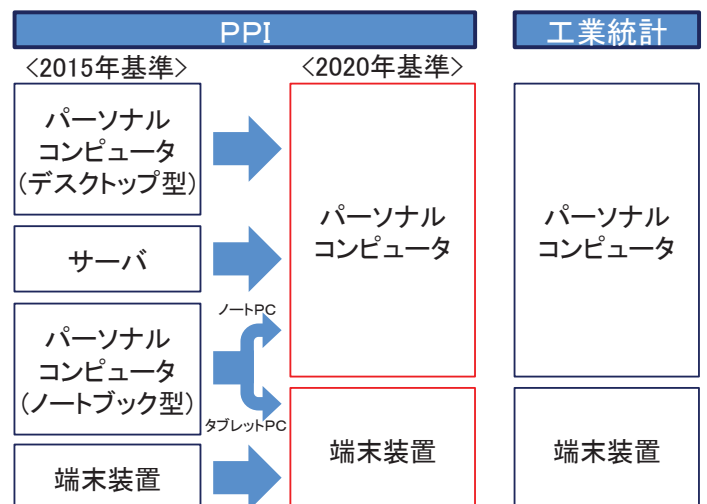 PPI
工業統計
<2015年基準>
<2020年基準>
パーソナル
コンピュータ
(デスクトップ型)
サーバ
パーソナル
コンピュータ
(ノートブック型)
端末装置
ノートPC
タブレットPC
パーソナル
コンピュータ
端末装置
パーソナル
コンピュータ
端末装置